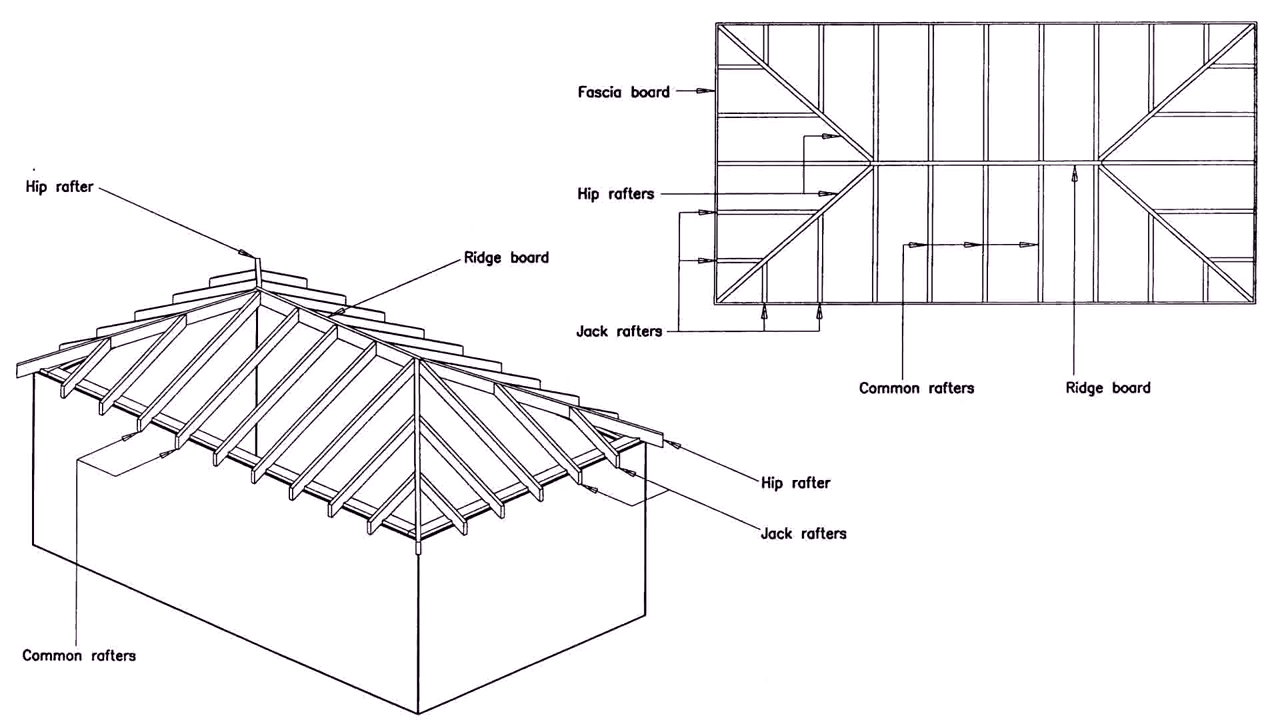 Fascia board
Hip rafter
Hip rafters
Ridge board
Jack rafters
Common rafters
Ridge board
Hip rafter
Jack rafters
Common rafters